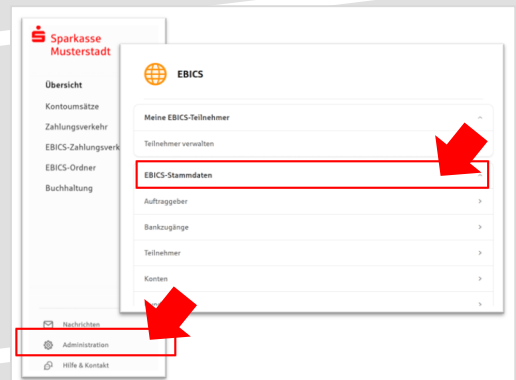 Sparkasse
Musterstadt
Übersicht
Kontoumsätze
Zahlungsverkehr
EBICS-Zahlungsverk
EBICS-Ordner
Buchhaltung
Nachrichten
Administration
Hilfe & Kontakt
EBICS
Meine EBICS-Teilnehmer
Teilnehmer verwalten
EBICS-Stammdaten
Auftraggeber
Bankzugänge
Teilnehmer
Konten